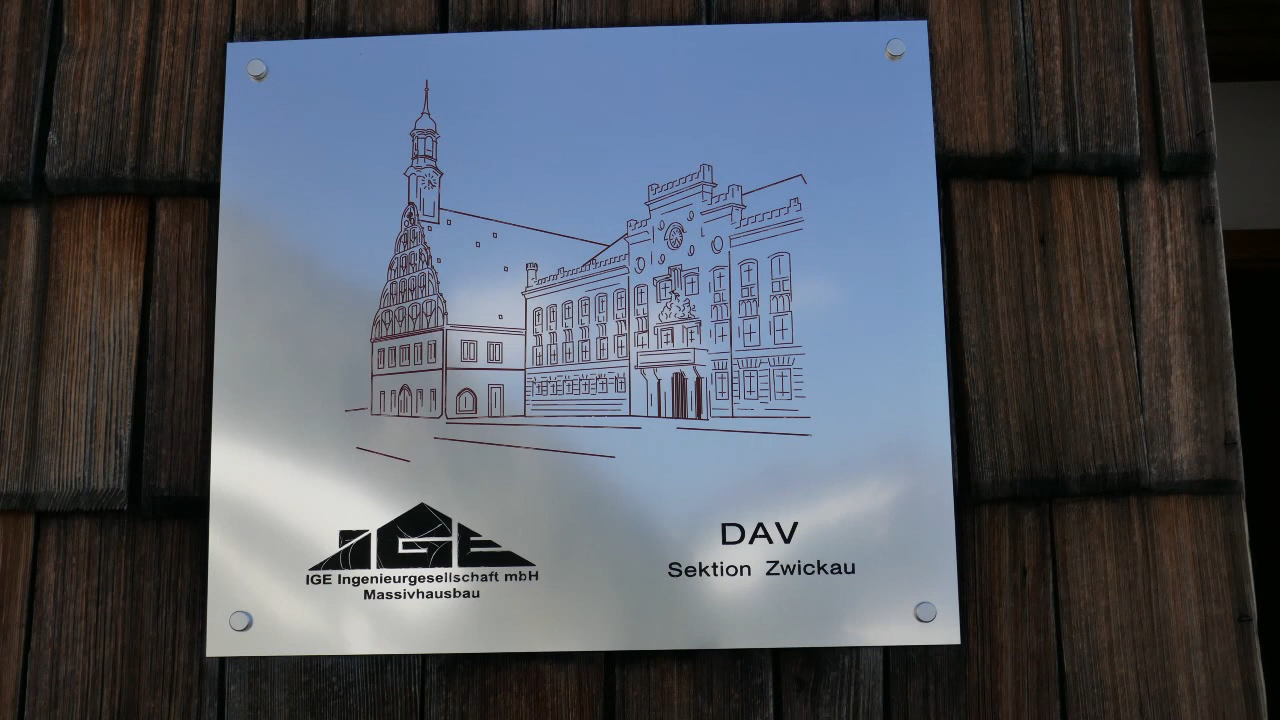 IGE
IGE Ingenieurgesellschaft mbH
Massivhausbau
DAV
Sektion Zwickau